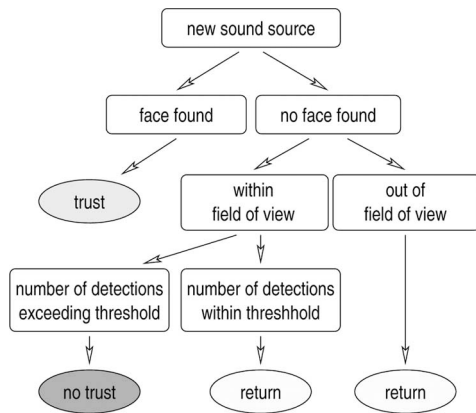 new sound source
face found
no face found
trust
within
field of view
out of
field of view
number of detections
exceeding threshold
number of detections
within threshhold
no trust
return
return